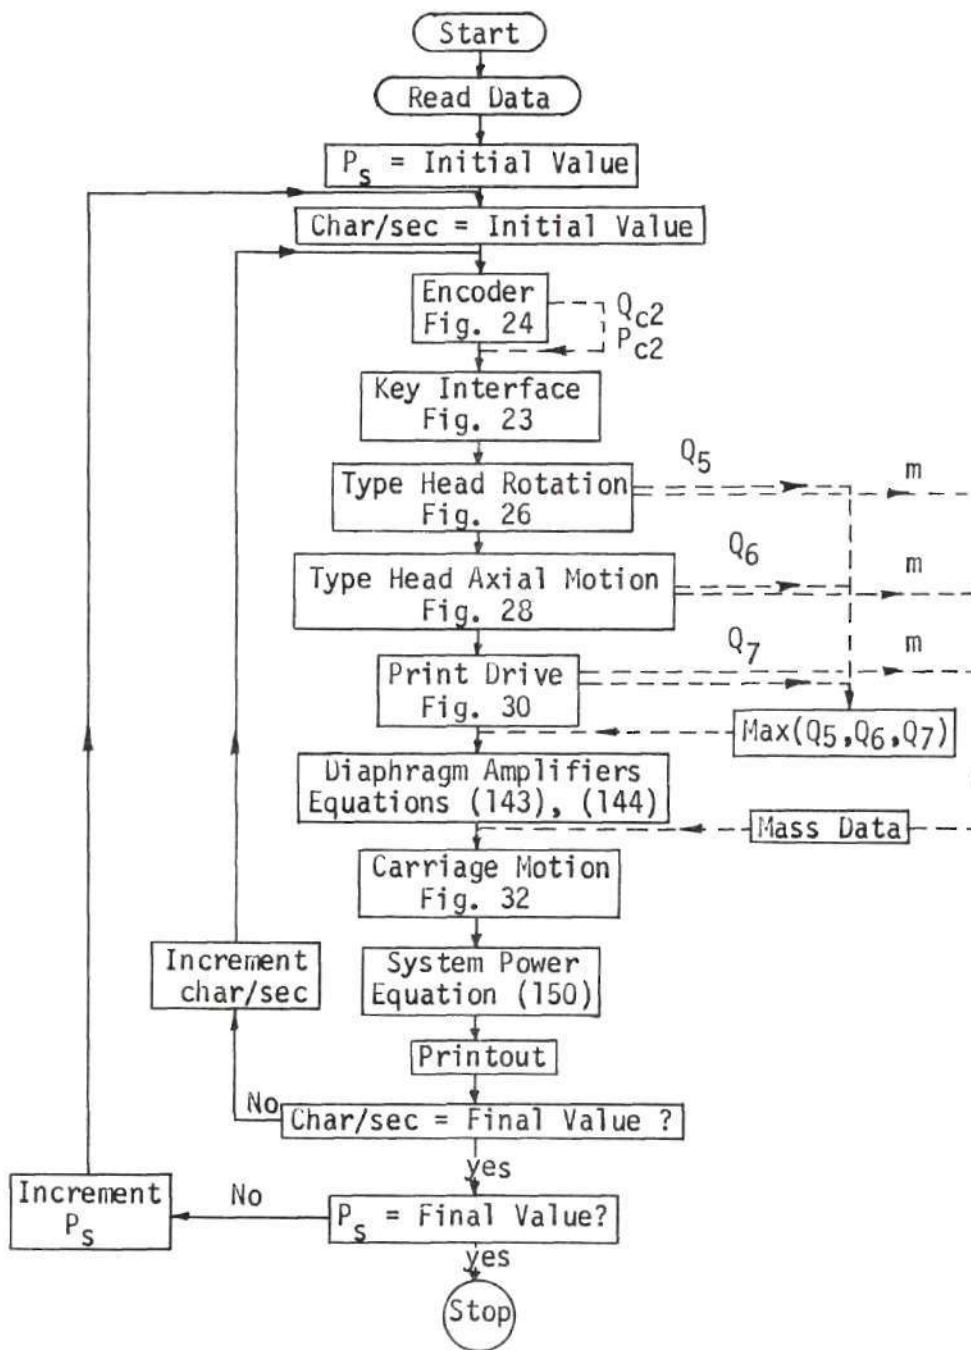 Start
Read Data
Ps = Initial Value
Char/sec = Initial Value
Encoder
Fig. 24
Qc2
Pc2
Key Interface
Fig. 23
Type Head Rotation
Fig. 26
Q5
m
Type Head Axial Motion
Fig. 28
Q6
m
Print Drive
Fig. 30
Q7
m
Max(Q5,Q6,Q7)
Diaphragm Amplifiers
Equations (143), (144)
Mass Data
Carriage Motion
Fig. 32
Increment
char/sec
System Power
Equation (150)
Printout
No
Char/sec = Final Value ?
yes
Increment
Ps
No
Ps = Final Value?
yes
Stop